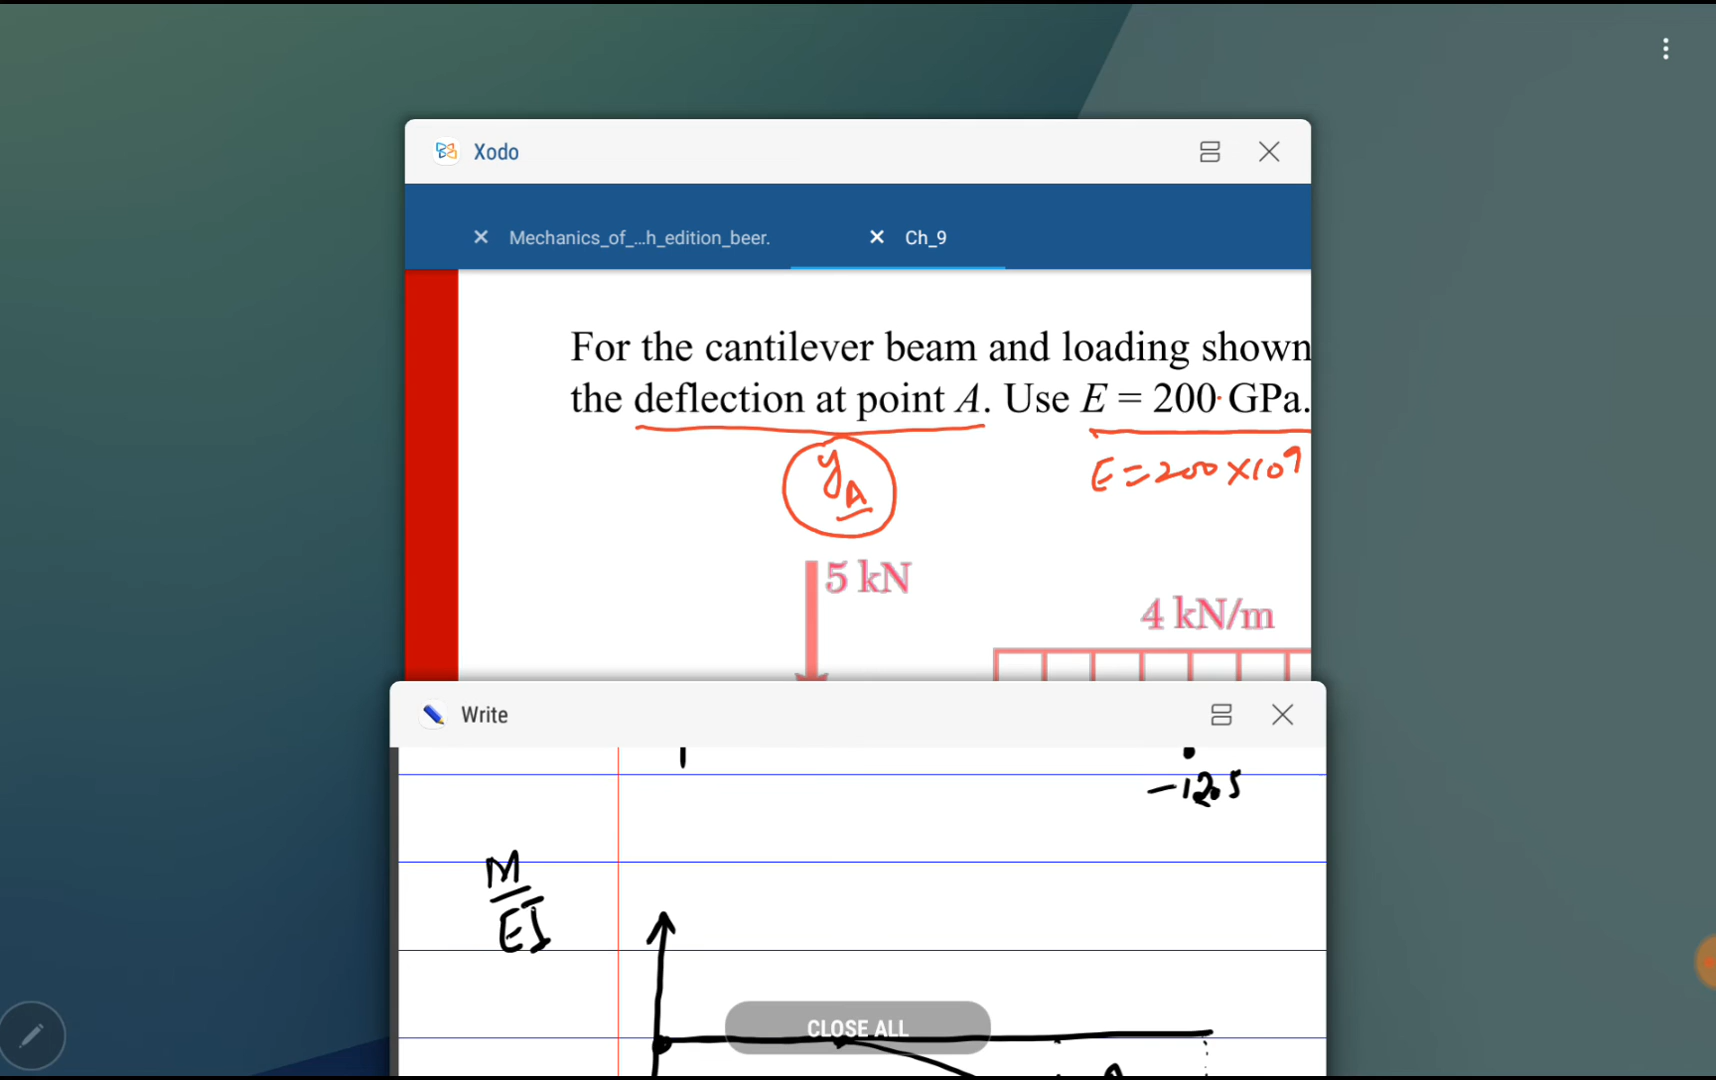 Xodo
Mechanics_of_...h_edition_beer.
Ch_9
For the cantilever beam and loading shown
the deflection at point A. Use E = 200 GPa.
y_A
E = 200 × 10⁹
5 kN
4 kN/m
Write
-12.5
M
EI
CLOSE ALL